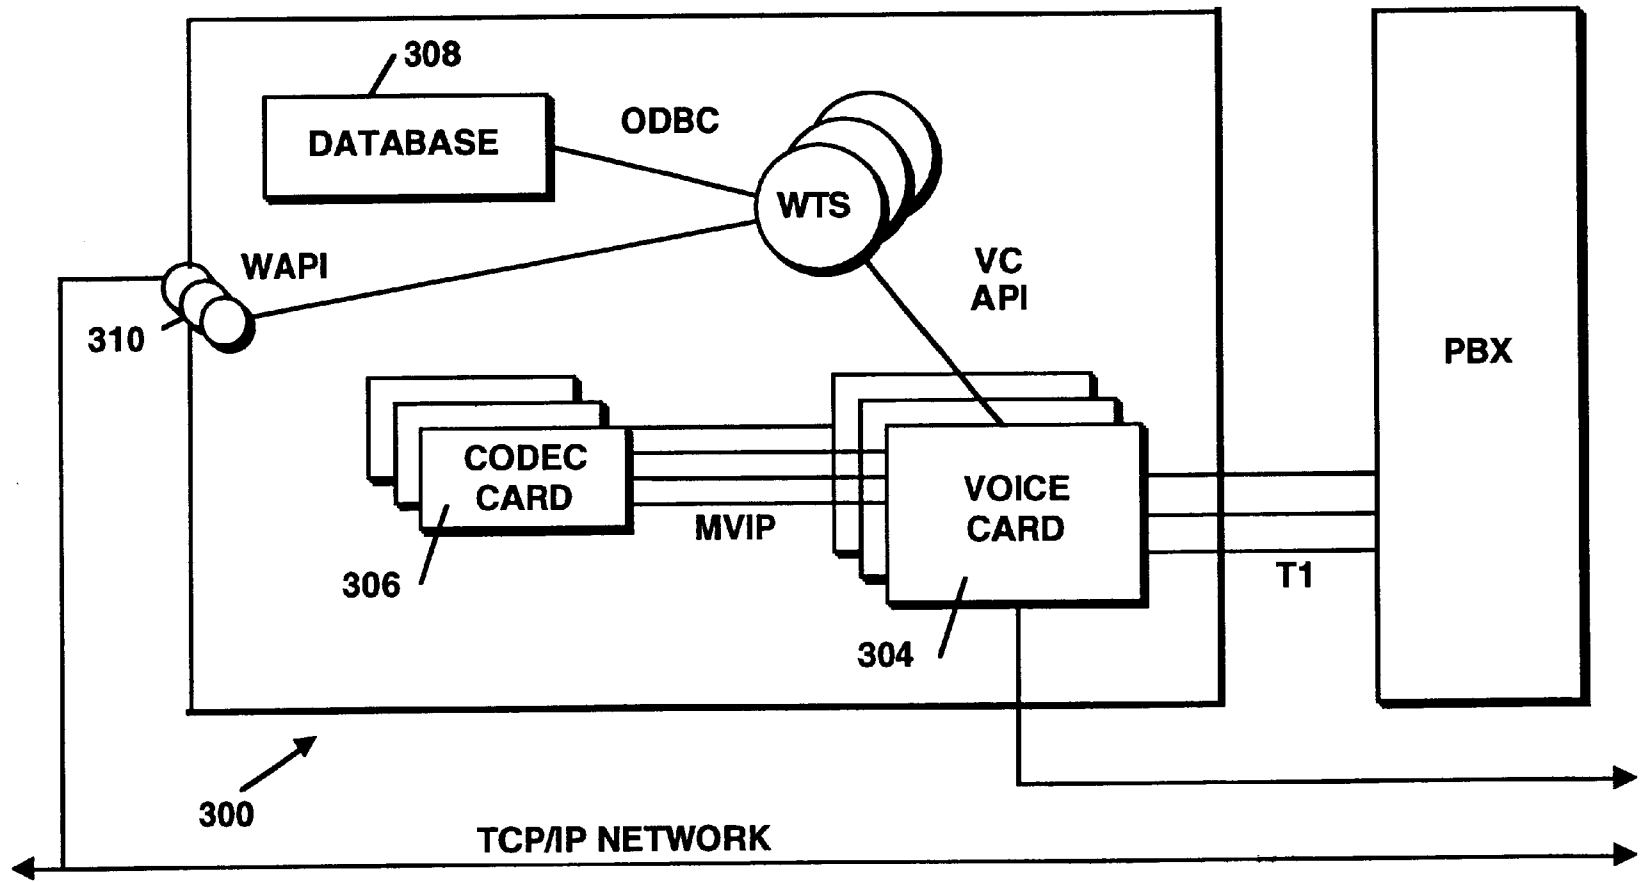 308
DATABASE
ODBC
WTS
WAPI
VC
API
310
PBX
CODEC
CARD
VOICE
CARD
MVIP
T1
306
304
300
TCP/IP NETWORK